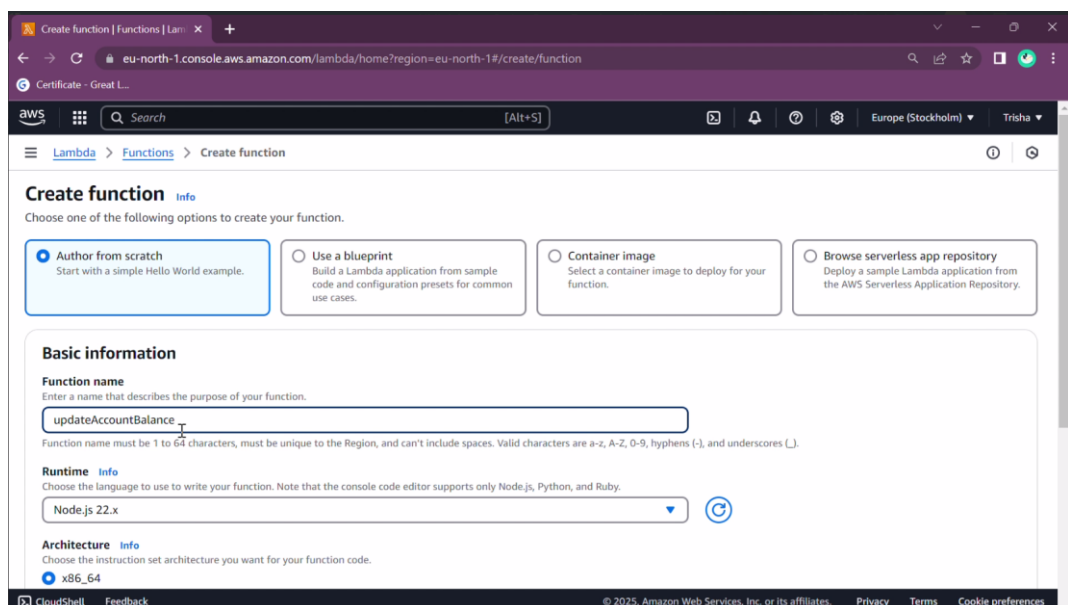 Create function | Functions | Lam
eu-north-1.console.aws.amazon.com/lambda/home?region=eu-north-1#/create/function
Certificate - Great L...
aws
Search [Alt+S]
Europe (Stockholm) Trisha
Lambda > Functions > Create function
Create function Info
Choose one of the following options to create your function.
Author from scratch
Start with a simple Hello World example.
Use a blueprint
Build a Lambda application from sample
code and configuration presets for common
use cases.
Container image
Select a container image to deploy for your
function.
Browse serverless app repository
Deploy a sample Lambda application from
the AWS Serverless Application Repository.
Basic information
Function name
Enter a name that describes the purpose of your function.
updateAccountBalance
Function name must be 1 to 64 characters, must be unique to the Region, and can't include spaces. Valid characters are a-z, A-Z, 0-9, hyphens (-), and underscores (_).
Runtime Info
Choose the language to use to write your function. Note that the console code editor supports only Node.js, Python, and Ruby.
Node.js 22.x
Architecture Info
Choose the instruction set architecture you want for your function code.
x86_64
CloudShell Feedback © 2025, Amazon Web Services, Inc. or its affiliates. Privacy Terms Cookie preferences